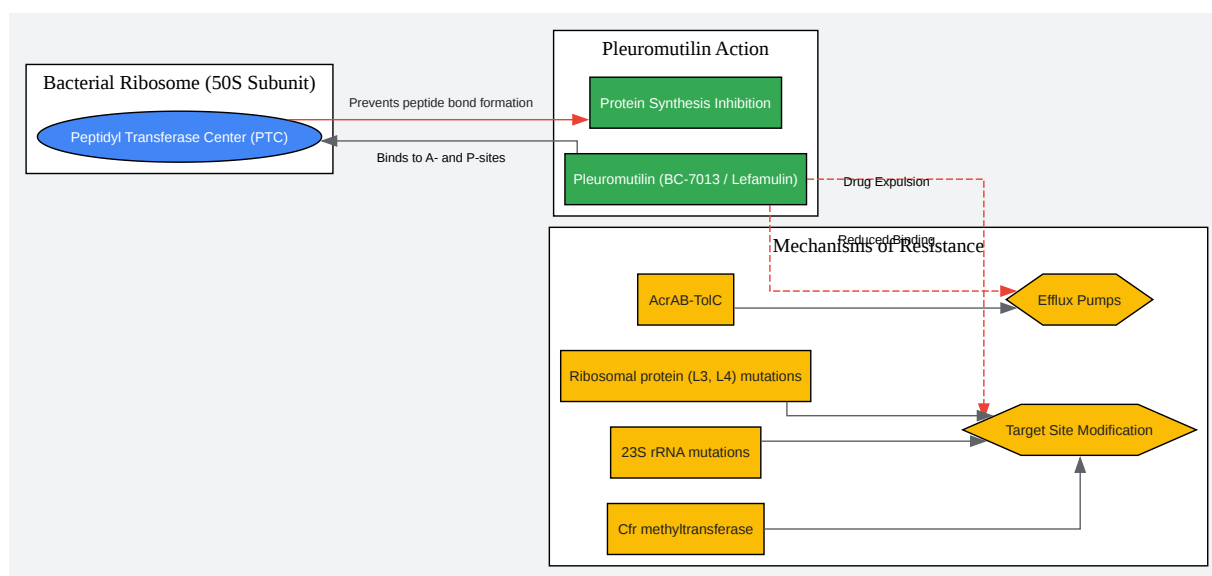 Pleuromutilin Action
Bacterial Ribosome (50S Subunit)
Prevents peptide bond formation
Protein Synthesis Inhibition
Peptidyl Transferase Center (PTC)
Binds to A- and P-sites
Pleuromutilin (BC-7013 / Lefamulin)
Drug Expulsion
Reduced Binding
Mechanisms of Resistance
AcrAB-TolC
Efflux Pumps
Ribosomal protein (L3, L4) mutations
Target Site Modification
23S rRNA mutations
Cfr methyltransferase